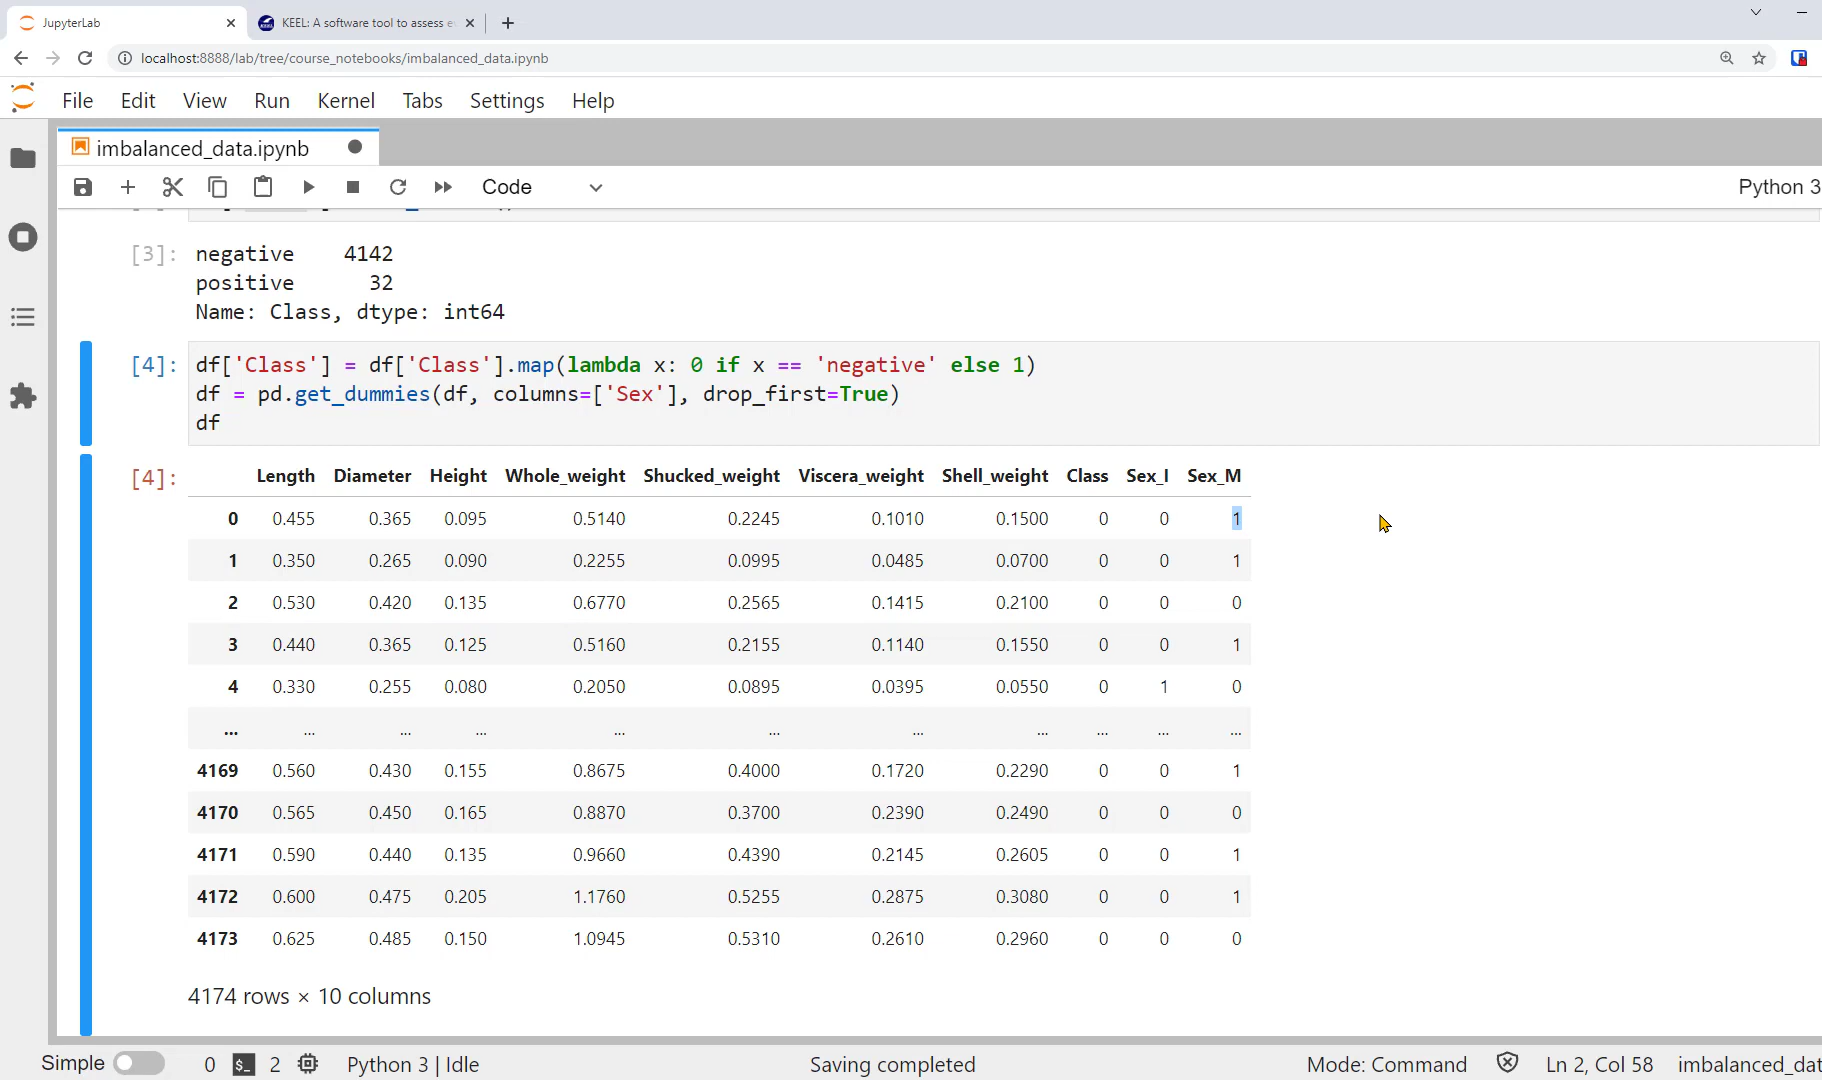 JupyterLab
KEEL: A software tool to assess
localhost:8888/lab/tree/course_notebooks/imbalanced_data.ipynb
File Edit View Run Kernel Tabs Settings Help
imbalanced_data.ipynb
Code
Python 3
[3]: negative 4142
positive 32
Name: Class, dtype: int64
[4]: df['Class'] = df['Class'].map(lambda x: 0 if x == 'negative' else 1)
df = pd.get_dummies(df, columns=['Sex'], drop_first=True)
df
[4]: Length Diameter Height Whole_weight Shucked_weight Viscera_weight Shell_weight Class Sex_I Sex_M
0 0.455 0.365 0.095 0.5140 0.2245 0.1010 0.1500 0 0 1
1 0.350 0.265 0.090 0.2255 0.0995 0.0485 0.0700 0 0 1
2 0.530 0.420 0.135 0.6770 0.2565 0.1415 0.2100 0 0 0
3 0.440 0.365 0.125 0.5160 0.2155 0.1140 0.1550 0 0 1
4 0.330 0.255 0.080 0.2050 0.0895 0.0395 0.0550 0 1 0
... ... ... ... ... ... ... ... ... ... ...
4169 0.560 0.430 0.155 0.8675 0.4000 0.1720 0.2290 0 0 1
4170 0.565 0.450 0.165 0.8870 0.3700 0.2390 0.2490 0 0 0
4171 0.590 0.440 0.135 0.9660 0.4390 0.2145 0.2605 0 0 1
4172 0.600 0.475 0.205 1.1760 0.5255 0.2875 0.3080 0 0 1
4173 0.625 0.485 0.150 1.0945 0.5310 0.2610 0.2960 0 0 0
4174 rows × 10 columns
Simple 0 $_ 2 Python 3 | Idle Saving completed Mode: Command Ln 2, Col 58 imbalanced_dat